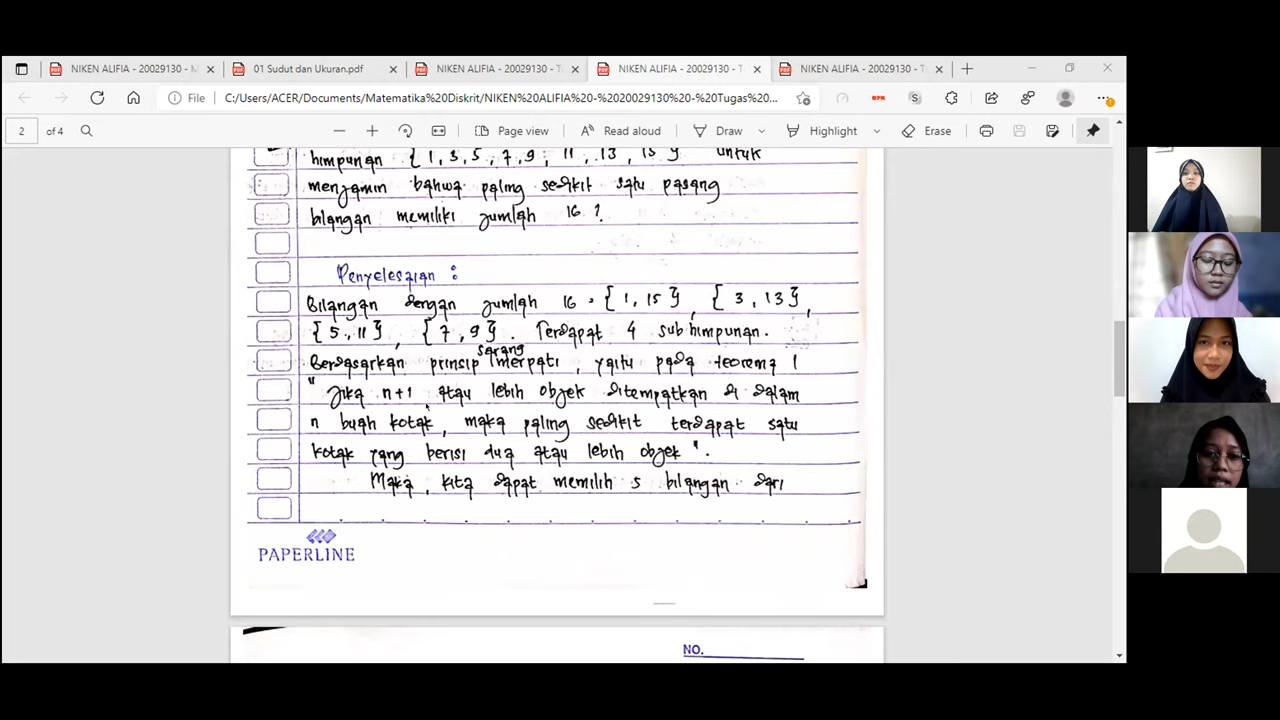 NIKEN ALIFIA - 20029130 - M
01 Sudut dan Ukuran.pdf
NIKEN ALIFIA - 20029130 - T
NIKEN ALIFIA - 20029130 - T
NIKEN ALIFIA - 20029130 - T
File
C:/Users/ACER/Documents/Matematika%20Diskrit/NIKEN%20ALIFIA%20-%2020029130%20-%20Tugas%20...
2 of 4
Page view
Read aloud
Draw
Highlight
Erase
himpunan { 1, 3, 5, 7, 9, 11, 13, 15 } untuk
menjamin bahwa paling sedikit satu pasang
bilangan memiliki jumlah 16 ?
Penyelesaian :
Bilangan dengan jumlah 16 = { 1, 15 }, { 3, 13 },
{ 5, 11 }, { 7, 9 }. Terdapat 4 subhimpunan.
sarang
Berdasarkan prinsip merpati, yaitu pada teorema 1
" Jika n+1 atau lebih objek ditempatkan di dalam
n buah kotak, maka paling sedikit terdapat satu
kotak yang berisi dua atau lebih objek ".
Maka, kita dapat memilih 5 bilangan dari
PAPERLINE
NO.